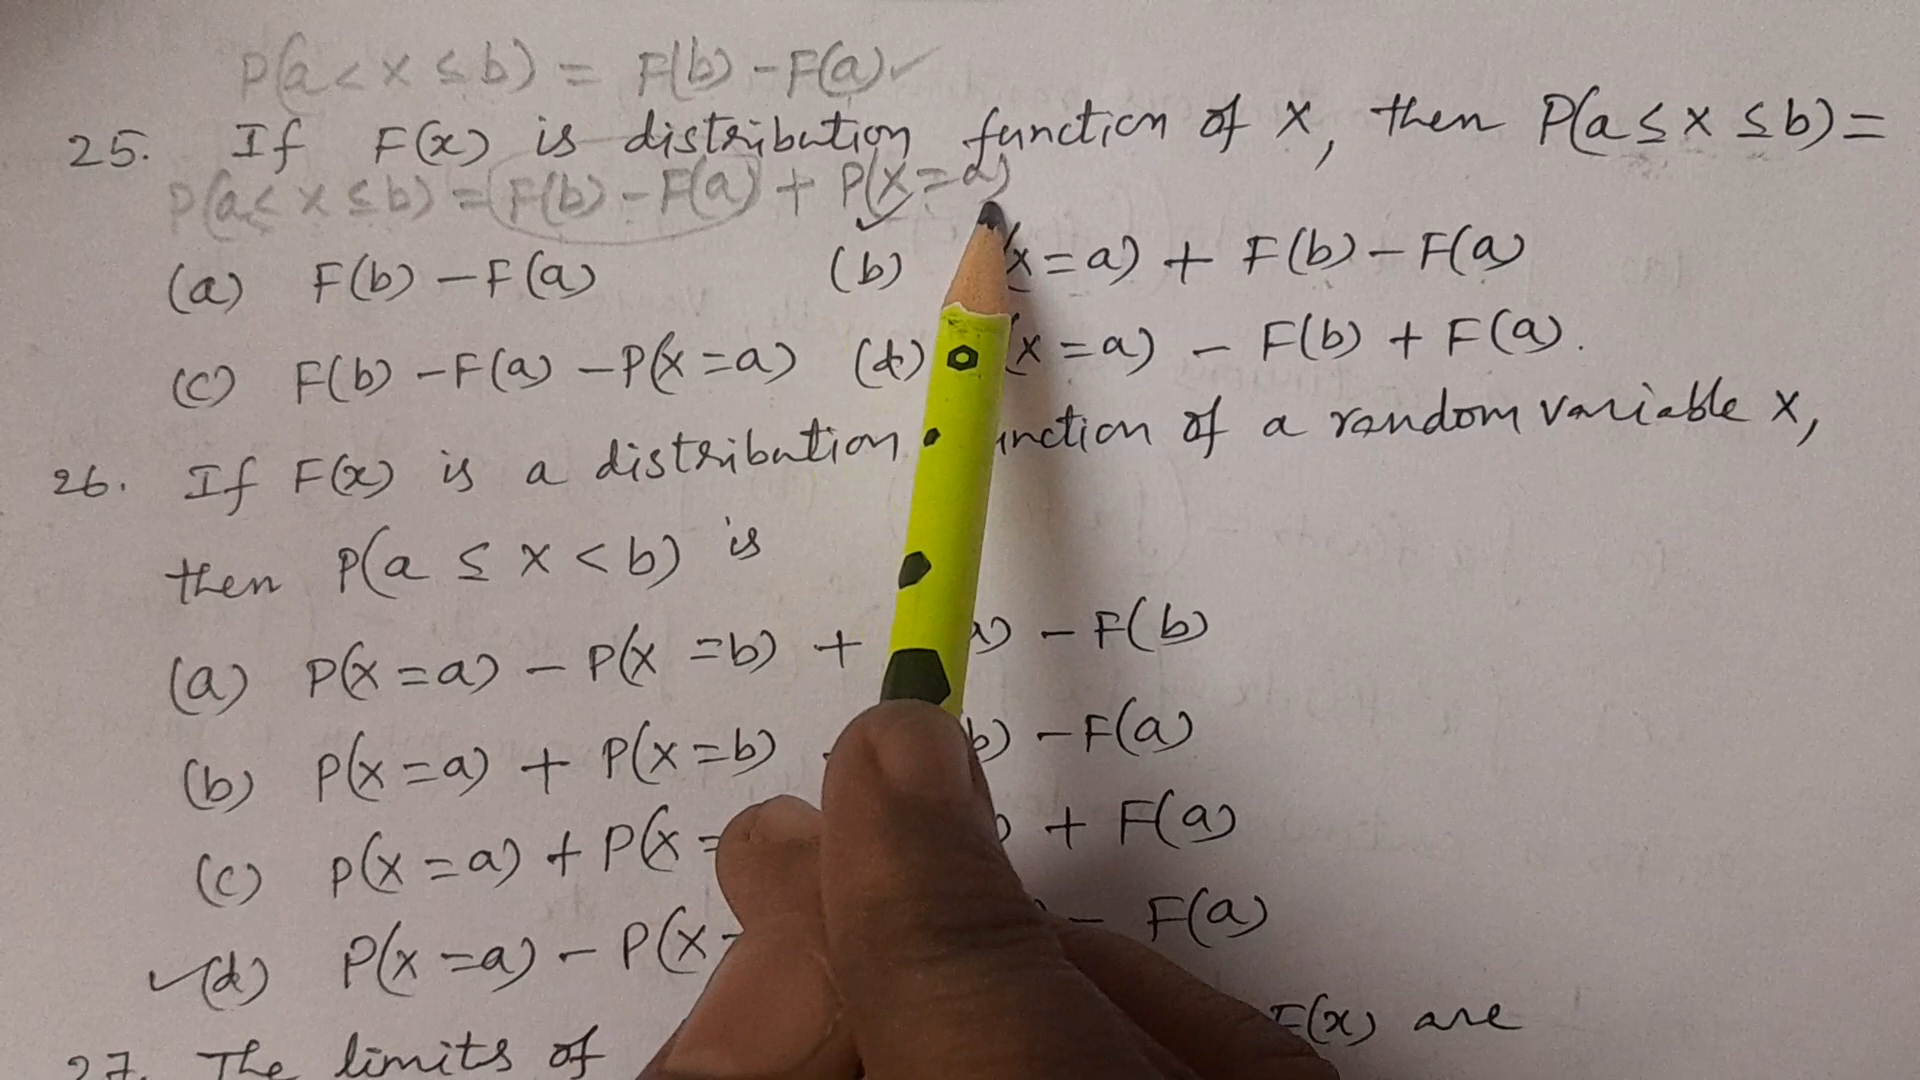 P(a < x ≤ b) = F(b) - F(a) ✓
25. If F(x) is distribution function of X, then P(a ≤ X ≤ b) =
P(a ≤ x ≤ b) = F(b) - F(a) + P(X = a)
(a) F(b) - F(a) (b) x = a) + F(b) - F(a)
(c) F(b) - F(a) - P(X = a) (d) x = a) - F(b) + F(a).
26. If F(x) is a distribution of a random variable X,
then P(a ≤ X < b) is
(a) P(X = a) - P(X = b) + - F(b)
(b) P(X = a) + P(X = b) b) - F(a)
(c) P(X = a) + P(X = + F(a)
✓ (d) P(X = a) - P(X - F(a)
27. The limits of F(x) are